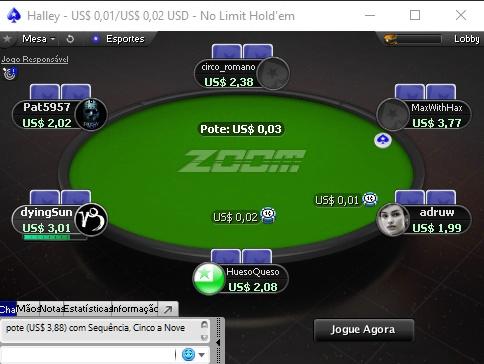 Halley - US$ 0,01/US$ 0,02 USD - No Limit Hold'em
Mesa Esportes Lobby
Jogo Responsável
circo_romano
US$ 2,38
Pat5957
US$ 2,02
MaxWithHax
US$ 3,77
Pote: US$ 0,03
ZOOM
dyingSun
US$ 3,01
US$ 0,02
US$ 0,01
adruw
US$ 1,99
HuesoQueso
US$ 2,08
Cha Mãos Notas Estatísticas Informação
pote (US$ 3,88) com Sequência, Cinco a Nove
Jogue Agora